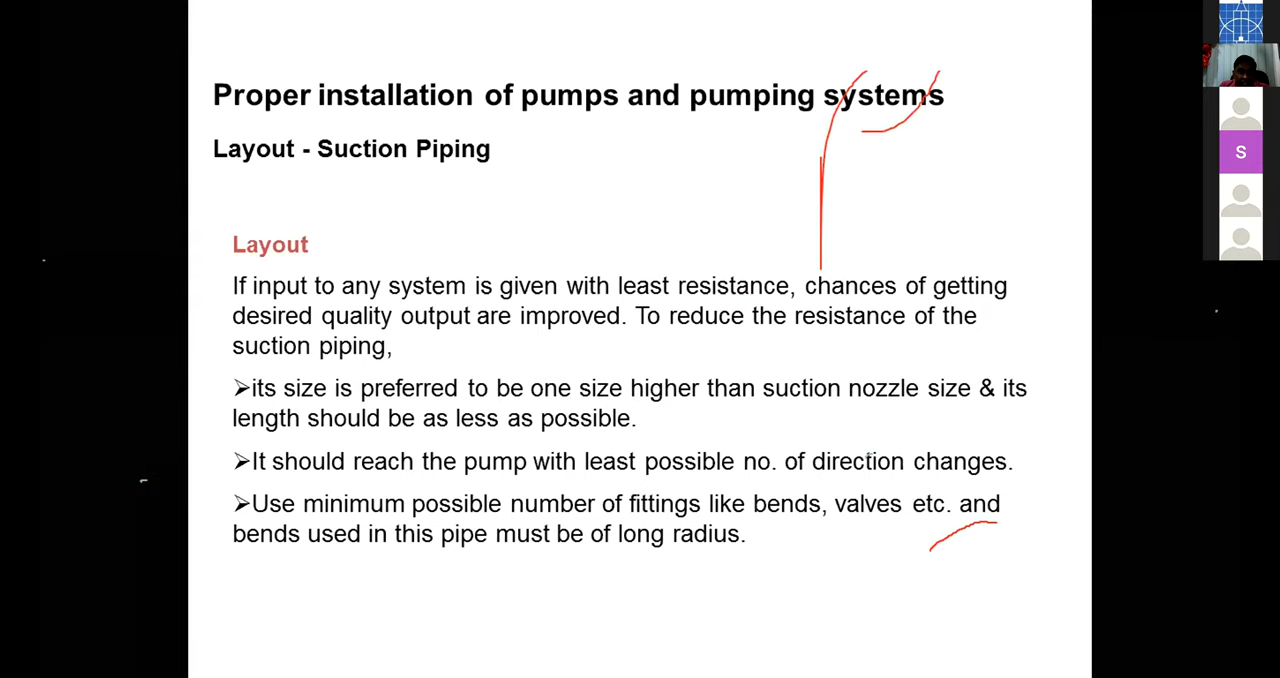 Proper installation of pumps and pumping systems
Layout - Suction Piping
Layout
If input to any system is given with least resistance, chances of getting
desired quality output are improved. To reduce the resistance of the
suction piping,
➢its size is preferred to be one size higher than suction nozzle size & its
length should be as less as possible.
➢It should reach the pump with least possible no. of direction changes.
➢Use minimum possible number of fittings like bends, valves etc. and
bends used in this pipe must be of long radius.
S